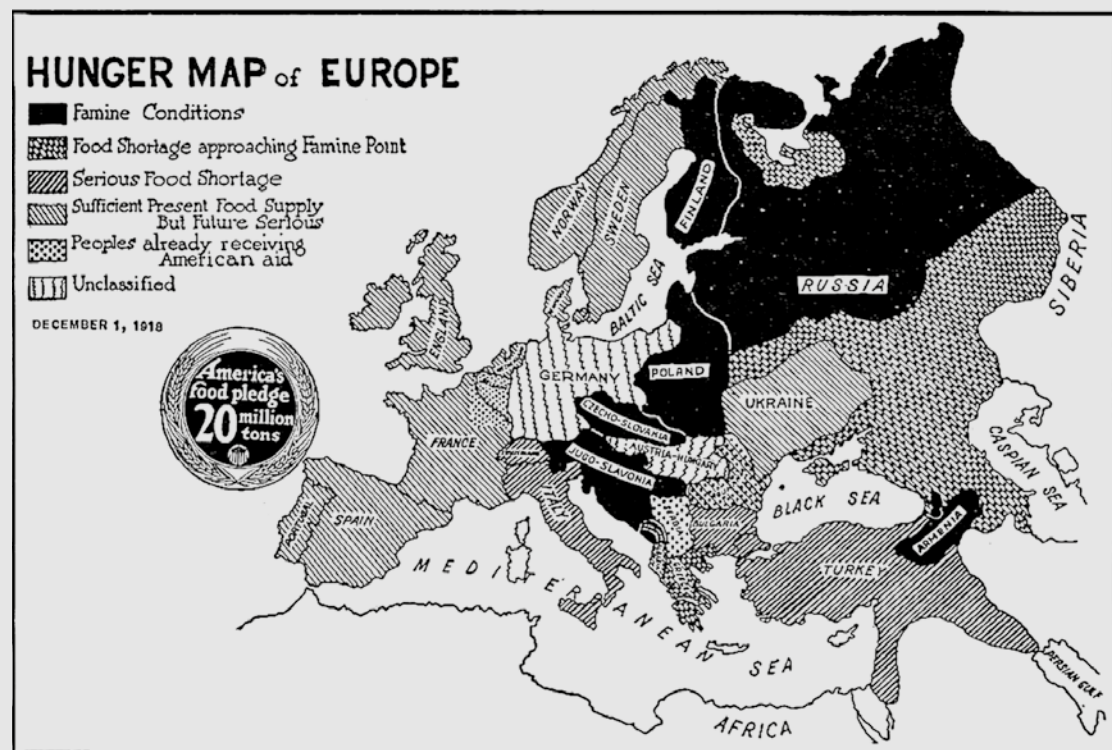 HUNGER MAP of EUROPE
Famine Conditions
Food Shortage approaching Famine Point
Serious Food Shortage
Sufficient Present Food Supply
But Future Serious
Peoples already receiving
American aid
Unclassified
DECEMBER 1, 1918
America's
food pledge
20 million
tons
NORWAY
SWEDEN
FINLAND
BALTIC SEA
RUSSIA
SIBERIA
ENGLAND
GERMANY
POLAND
UKRAINE
CZECHO-SLOVAKIA
AUSTRIA-HUNGARY
JUGO-SLAVONIA
FRANCE
ITALY
BULGARIA
BLACK SEA
CASPIAN SEA
ARMENIA
TURKEY
PORTUGAL
SPAIN
MEDITERRANEAN SEA
PERSIAN GULF
AFRICA